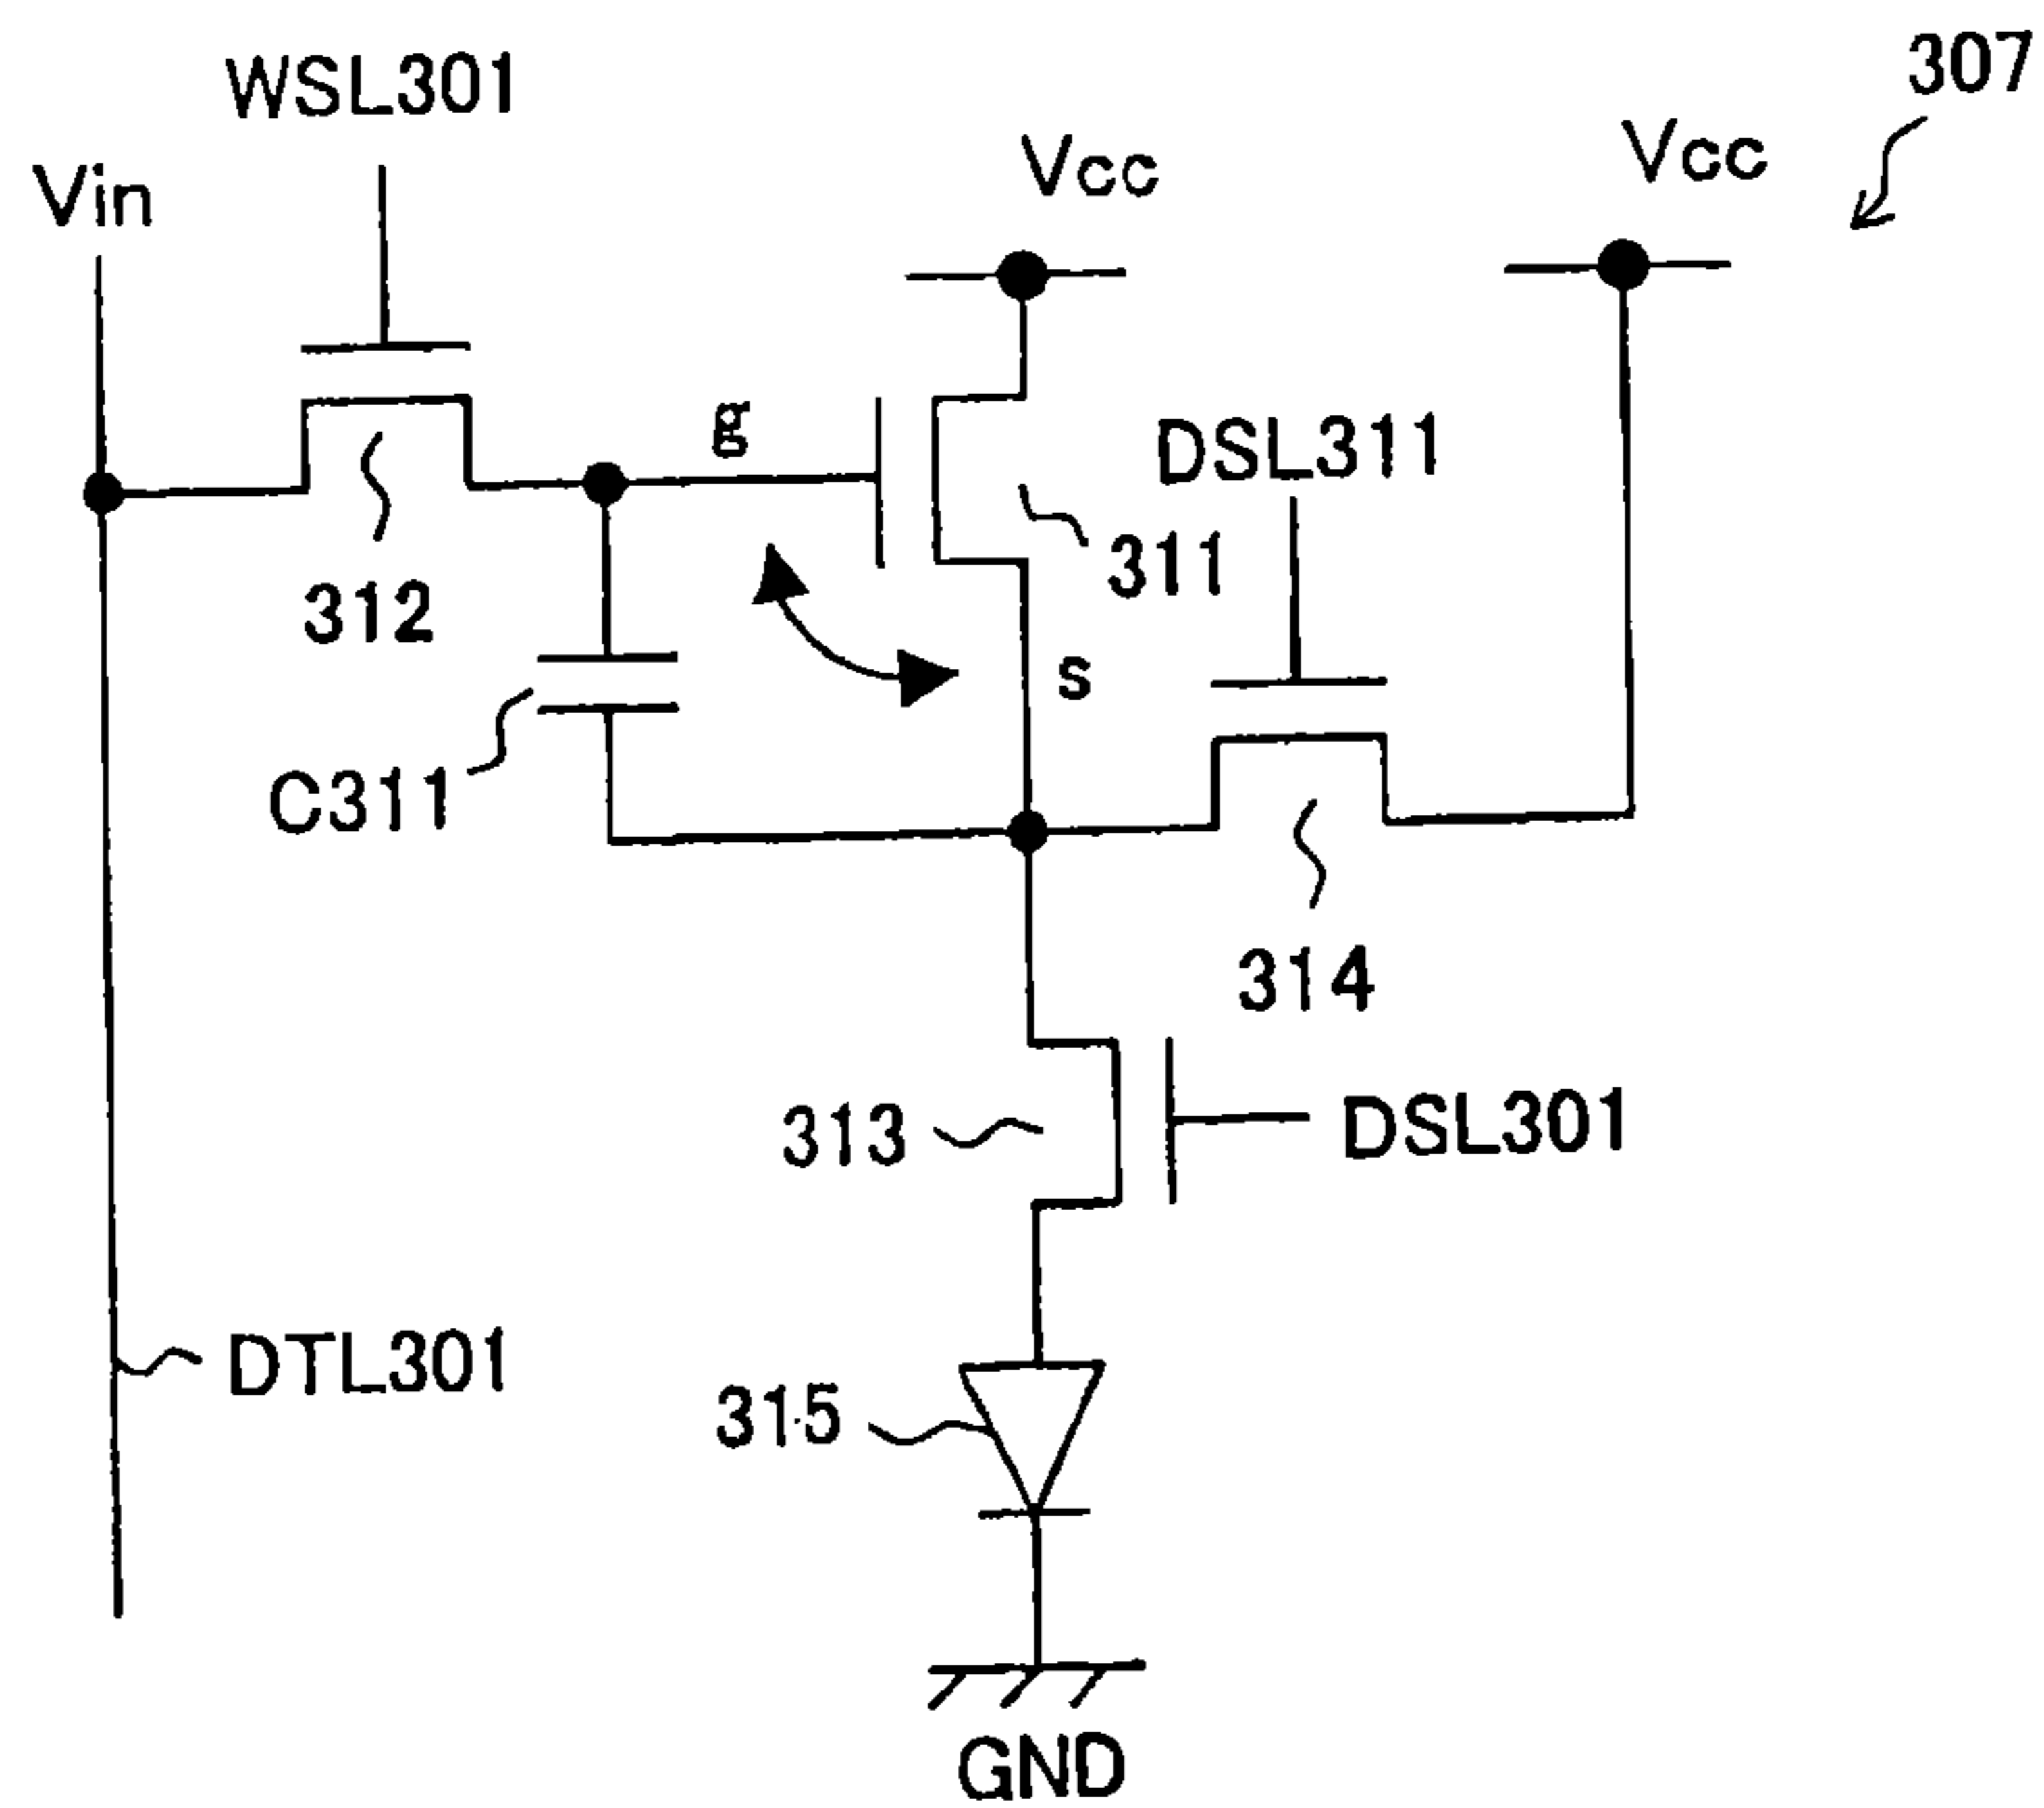 307
WSL301
Vcc
Vcc
Vin
g
DSL311
311
312
s
C311
314
313
DSL301
DTL301
315
GND